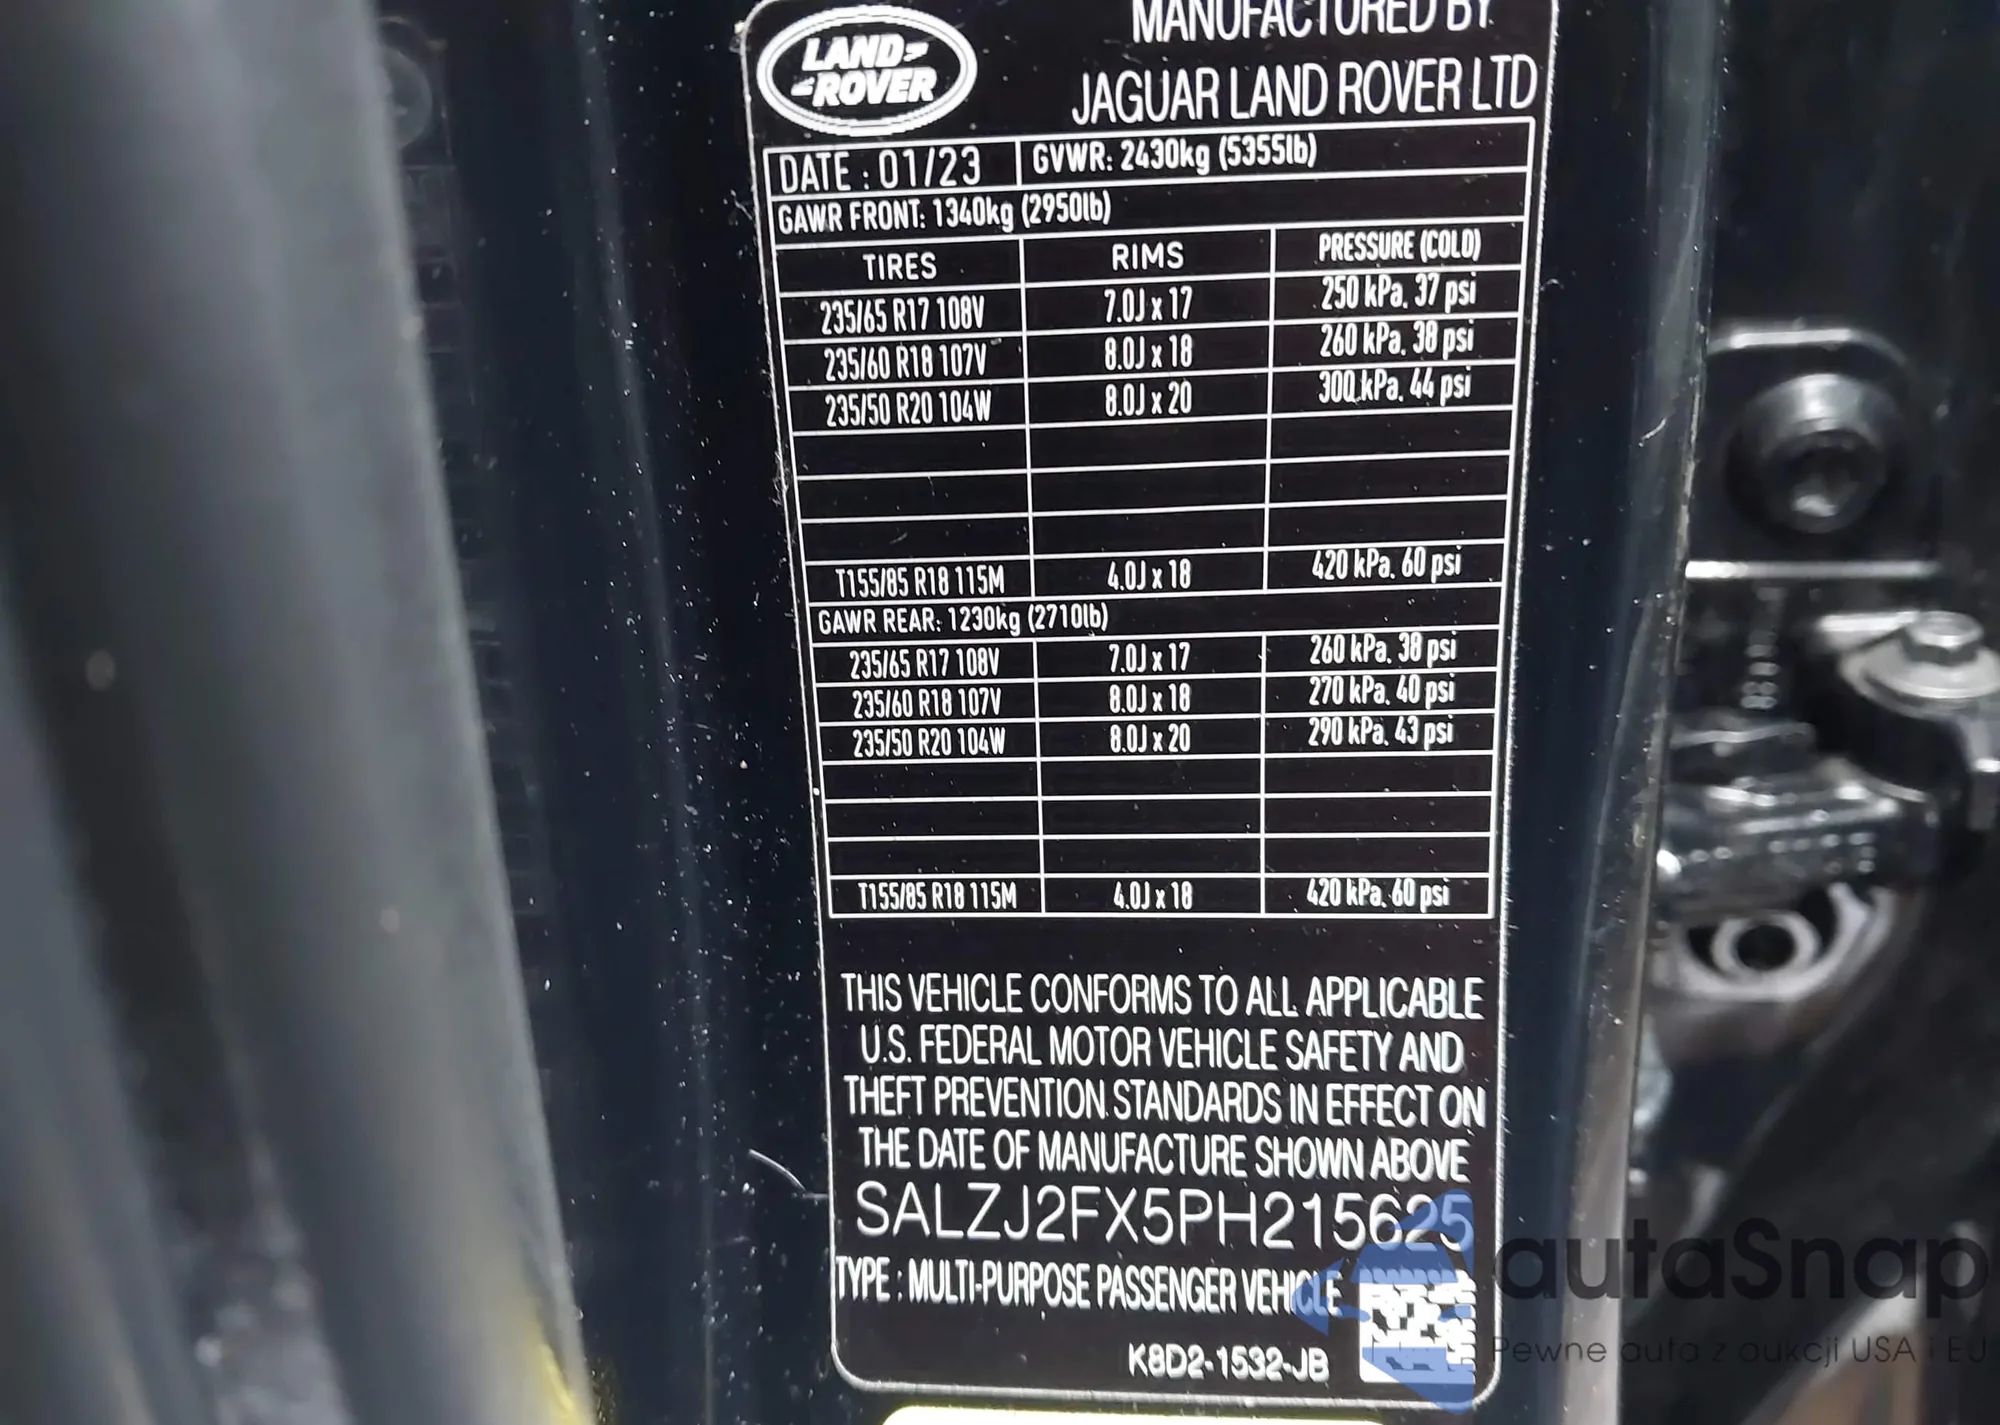 LAND-
-ROVER
MANUFACTURED BY
JAGUAR LAND ROVER LTD
DATE : 01/23 GVWR: 2430kg (5355lb)
GAWR FRONT: 1340kg (2950lb)
TIRES RIMS PRESSURE (COLD)
235/65 R17 108V 7.0J x 17 250 kPa. 37 psi
235/60 R18 107V 8.0J x 18 260 kPa. 38 psi
235/50 R20 104W 8.0J x 20 300 kPa. 44 psi
T155/85 R18 115M 4.0J x 18 420 kPa. 60 psi
GAWR REAR: 1230kg (2710lb)
235/65 R17 108V 7.0J x 17 260 kPa. 38 psi
235/60 R18 107V 8.0J x 18 270 kPa. 40 psi
235/50 R20 104W 8.0J x 20 290 kPa. 43 psi
T155/85 R18 115M 4.0J x 18 420 kPa. 60 psi
THIS VEHICLE CONFORMS TO ALL APPLICABLE
U.S. FEDERAL MOTOR VEHICLE SAFETY AND
THEFT PREVENTION STANDARDS IN EFFECT ON
THE DATE OF MANUFACTURE SHOWN ABOVE
SALZJ2FX5PH215625
TYPE : MULTI-PURPOSE PASSENGER VEHICLE
K8D2-1532-JB
autaSnap
Pewne auta z aukcji USA i EU